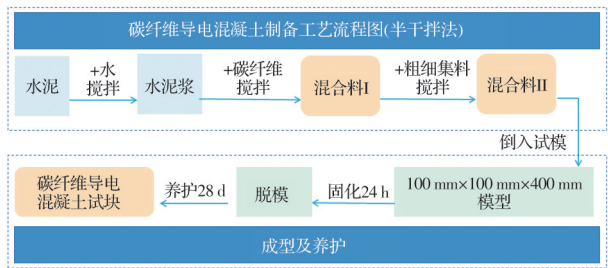 碳纤维导电混凝土制备工艺流程图(半干拌法)
水泥
+水
搅拌
水泥浆
+碳纤维
搅拌
混合料I
+粗细集料
搅拌
混合料II
倒入试模
100 mm×100 mm×400 mm
模型
固化24 h
脱模
养护28 d
碳纤维导电
混凝土试块
成型及养护